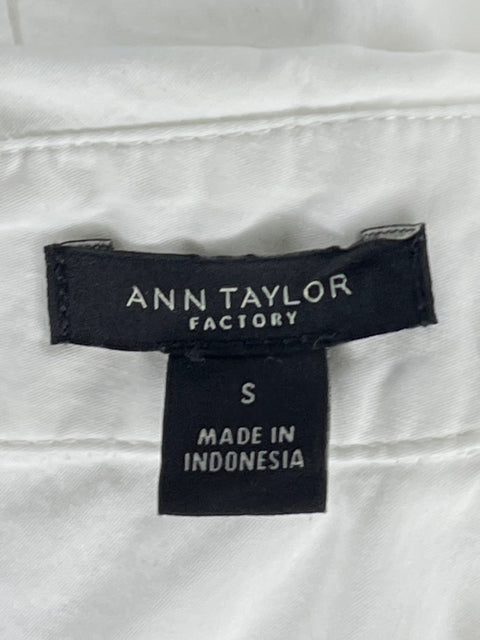 ANN TAYLOR
FACTORY
S
MADE IN
INDONESIA